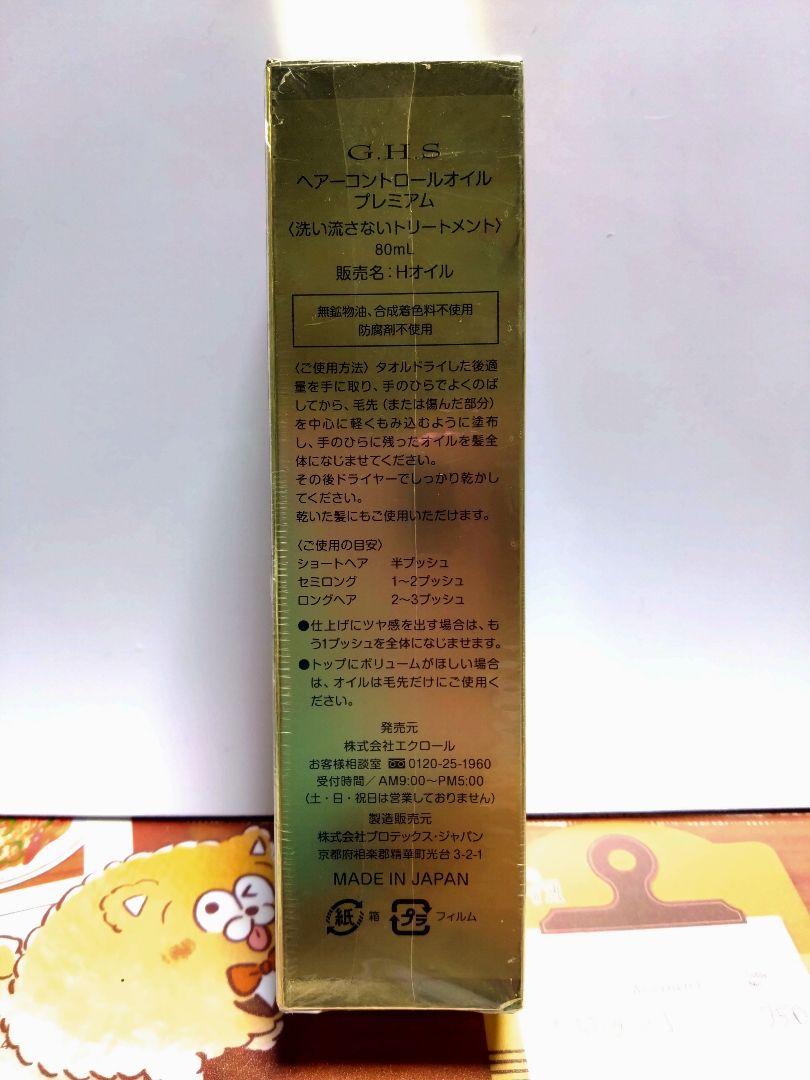 G.H.S
ヘアーコントロールオイル
プレミアム
〈洗い流さないトリートメント〉
80mL
販売名：Hオイル
無鉱物油、合成着色料不使用
防腐剤不使用
〈ご使用方法〉タオルドライした後適
量を手に取り、手のひらでよくのば
してから、毛先（または傷んだ部分）
を中心に軽くもみ込むように塗布
し、手のひらに残ったオイルを髪全
体になじませてください。
その後ドライヤーでしっかり乾かし
てください。
乾いた髪にもご使用いただけます。
〈ご使用の目安〉
ショートヘア 半プッシュ
セミロング 1〜2プッシュ
ロングヘア 2〜3プッシュ
●仕上げにツヤ感を出す場合は、も
う1プッシュを全体になじませます。
●トップにボリュームがほしい場合
は、オイルは毛先だけにご使用く
ださい。
発売元
株式会社エクロール
お客様相談室 0120-25-1960
受付時間／AM9:00〜PM5:00
（土・日・祝日は営業しておりません）
製造販売元
株式会社プロテックス・ジャパン
京都府相楽郡精華町光台 3-2-1
MADE IN JAPAN
紙 箱 プラ フィルム